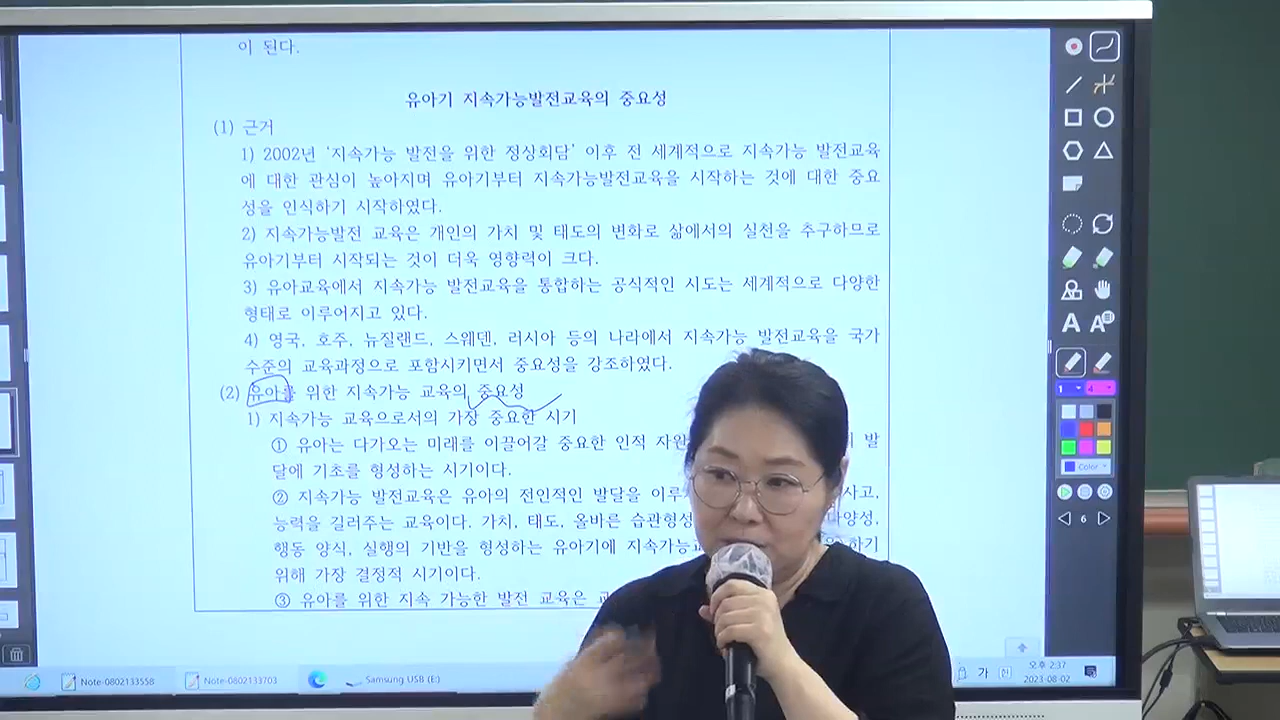 이 된다.
유아기 지속가능발전교육의 중요성
(1) 근거
1) 2002년 ‘지속가능 발전을 위한 정상회담’ 이후 전 세계적으로 지속가능 발전교육
에 대한 관심이 높아지며 유아기부터 지속가능발전교육을 시작하는 것에 대한 중요
성을 인식하기 시작하였다.
2) 지속가능발전 교육은 개인의 가치 및 태도의 변화로 삶에서의 실천을 추구하므로
유아기부터 시작되는 것이 더욱 영향력이 크다.
3) 유아교육에서 지속가능 발전교육을 통합하는 공식적인 시도는 세계적으로 다양한
형태로 이루어지고 있다.
4) 영국, 호주, 뉴질랜드, 스웨덴, 러시아 등의 나라에서 지속가능 발전교육을 국가
수준의 교육과정으로 포함시키면서 중요성을 강조하였다.
(2) 유아를 위한 지속가능 교육의 중요성
1) 지속가능 교육으로서의 가장 중요한 시기
① 유아는 다가오는 미래를 이끌어갈 중요한 인적 자원 발
달에 기초를 형성하는 시기이다.
② 지속가능 발전교육은 유아의 전인적인 발달을 이루 사고,
능력을 길러주는 교육이다. 가치, 태도, 올바른 습관형성 다양성,
행동 양식, 실행의 기반을 형성하는 유아기에 지속가능 하기
위해 가장 결정적 시기이다.
③ 유아를 위한 지속 가능한 발전 교육은
A A
1 4
Color
6
Note-0802133558 Note-0802133703 Samsung USB (E:) 가 오후 2:37
2023-08-02